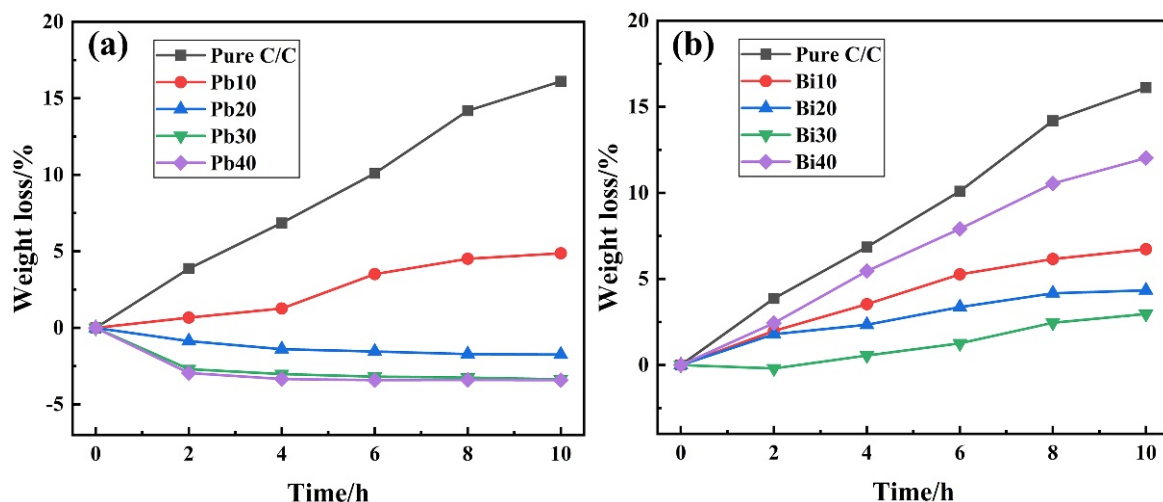 (a)
Pure C/C
Pb10
Pb20
Pb30
Pb40
20
15
10
5
0
-5
Weight loss/%
0 2 4 6 8 10
Time/h
(b)
Pure C/C
Bi10
Bi20
Bi30
Bi40
20
15
10
5
0
Weight loss/%
0 2 4 6 8 10
Time/h